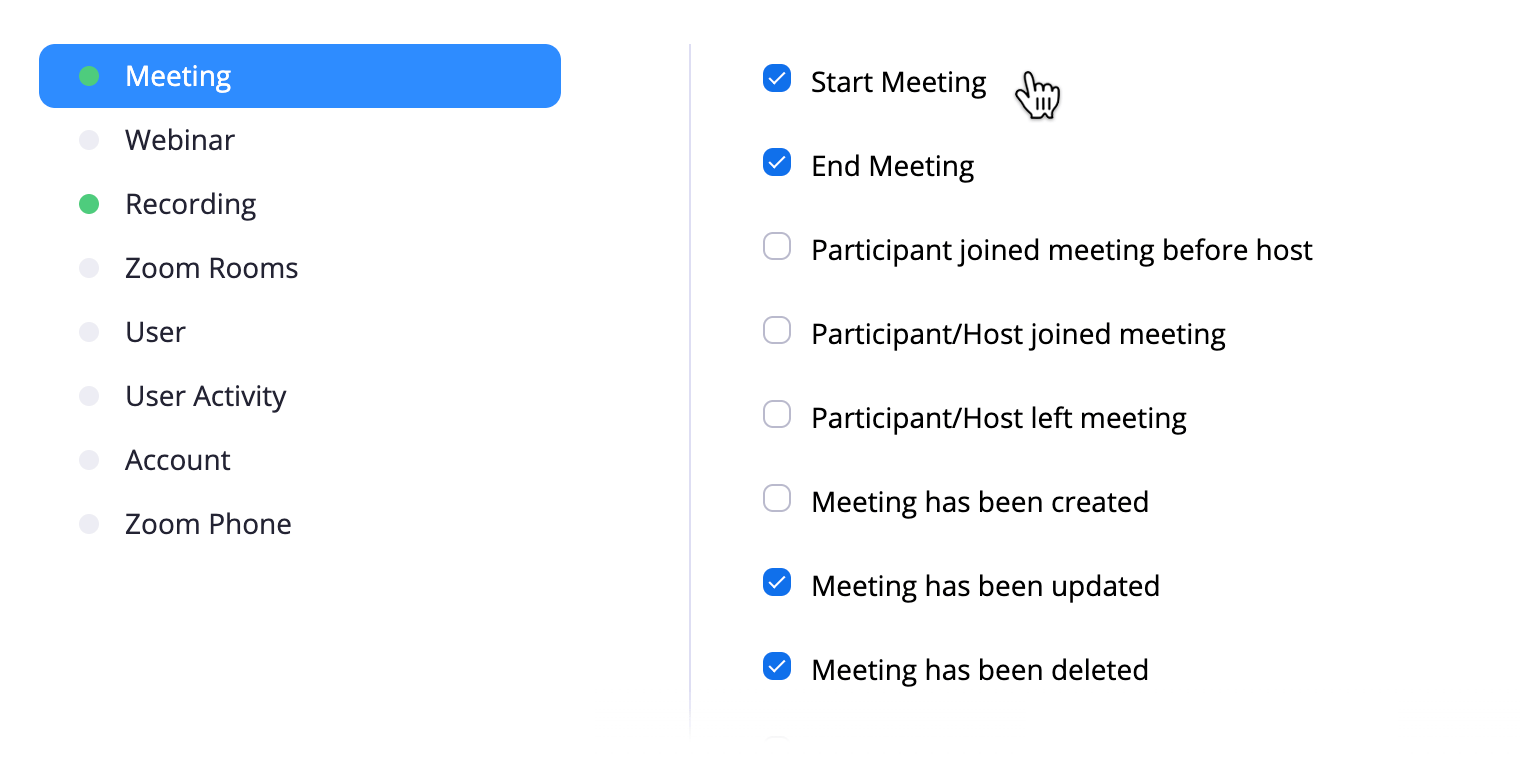 Meeting
Webinar
Recording
Zoom Rooms
User
User Activity
Account
Zoom Phone
Start Meeting
End Meeting
Participant joined meeting before host
Participant/Host joined meeting
Participant/Host left meeting
Meeting has been created
Meeting has been updated
Meeting has been deleted